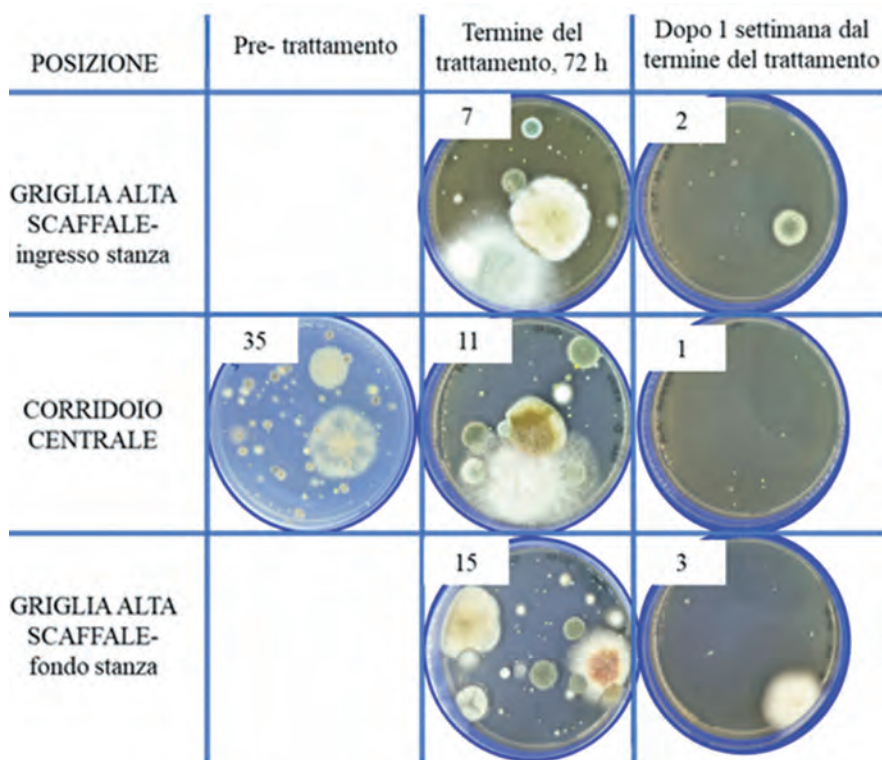 POSIZIONE
Pre- trattamento
Termine del
trattamento, 72 h
Dopo 1 settimana dal
termine del trattamento
GRIGLIA ALTA
SCAFFALE-
ingresso stanza
7
2
CORRIDOIO
CENTRALE
35
11
1
GRIGLIA ALTA
SCAFFALE-
fondo stanza
15
3